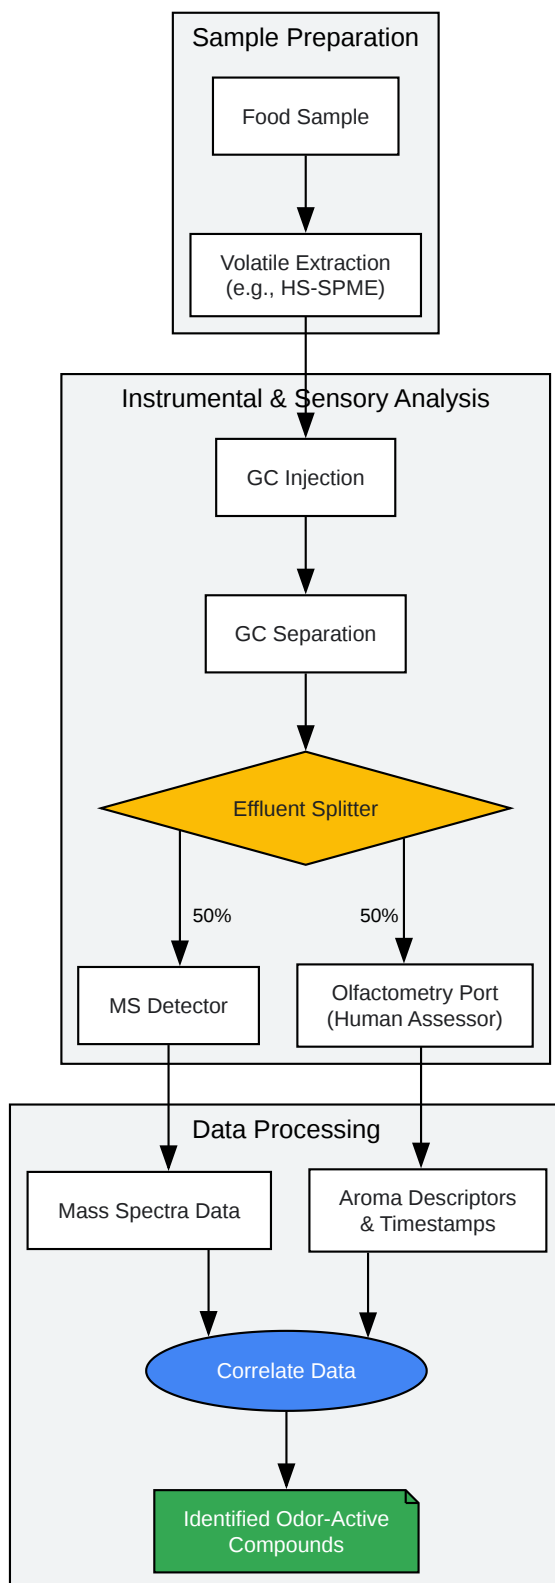 Sample Preparation
Food Sample
Volatile Extraction
(e.g., HS-SPME)
Instrumental & Sensory Analysis
GC Injection
GC Separation
Effluent Splitter
50%
50%
MS Detector
Olfactometry Port
(Human Assessor)
Data Processing
Mass Spectra Data
Aroma Descriptors
& Timestamps
Correlate Data
Identified Odor-Active
Compounds